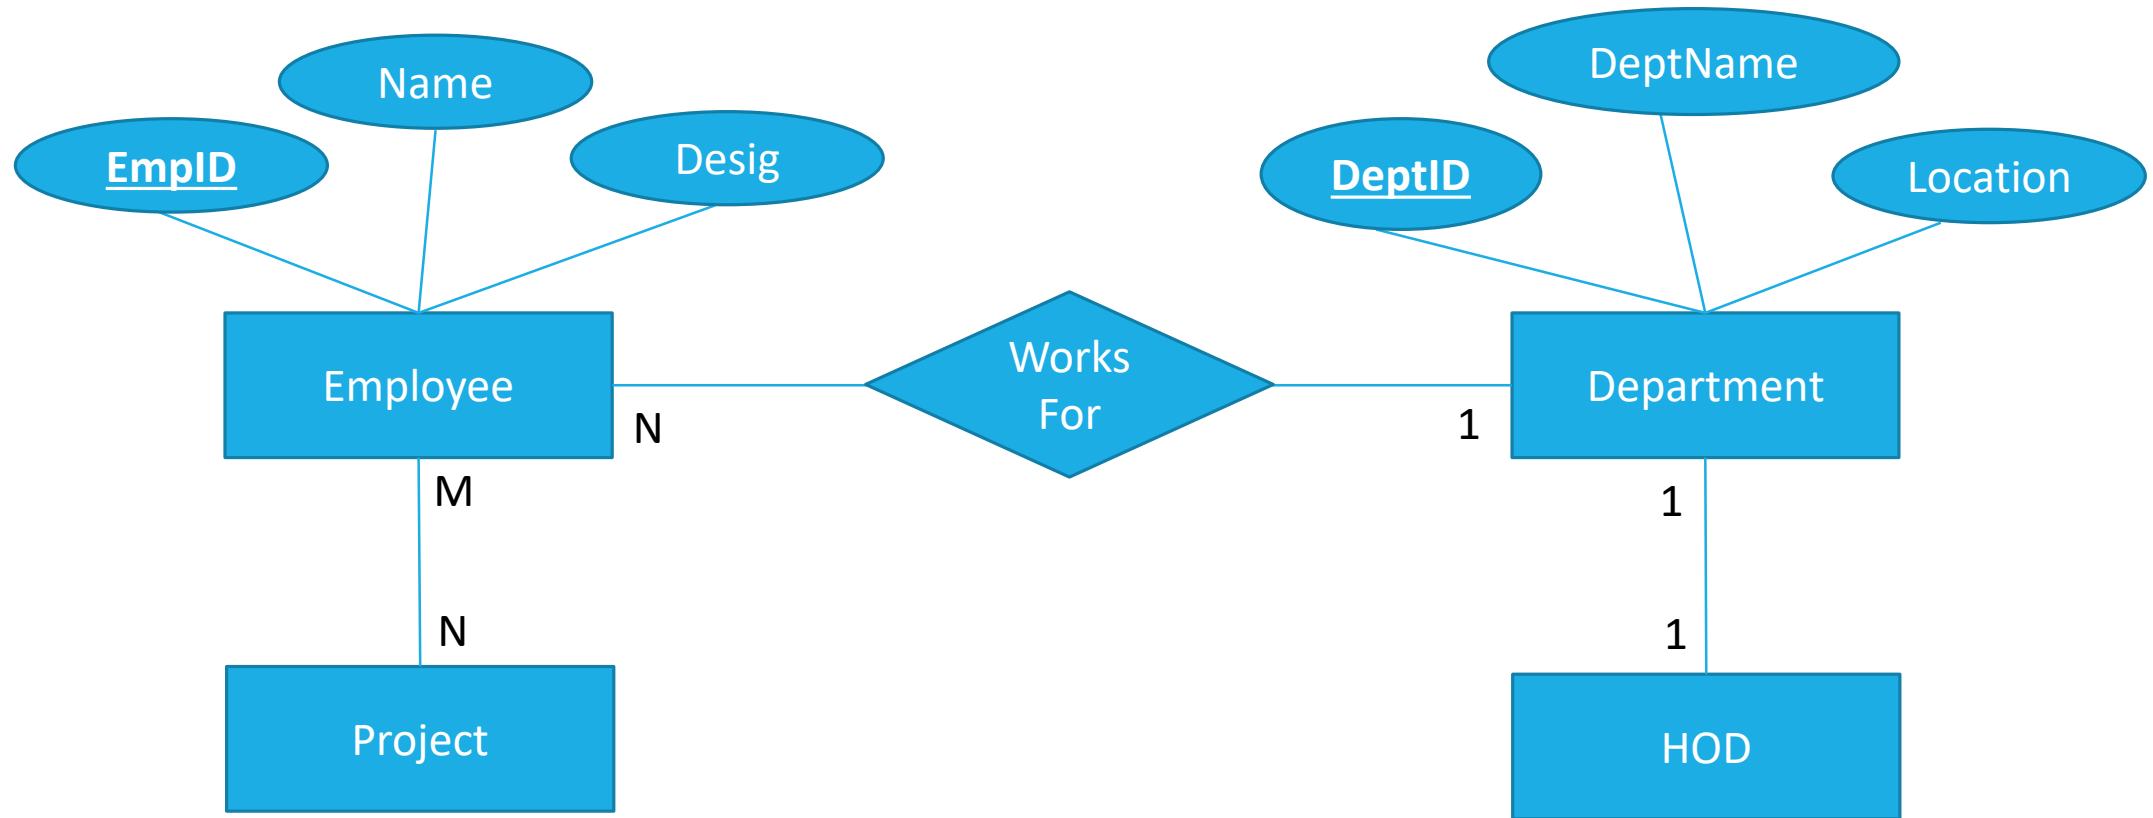 DeptName
Name
Desig
EmpID
DeptID
Location
Works
For
Employee
Department
N
1
M
1
N
1
Project
HOD